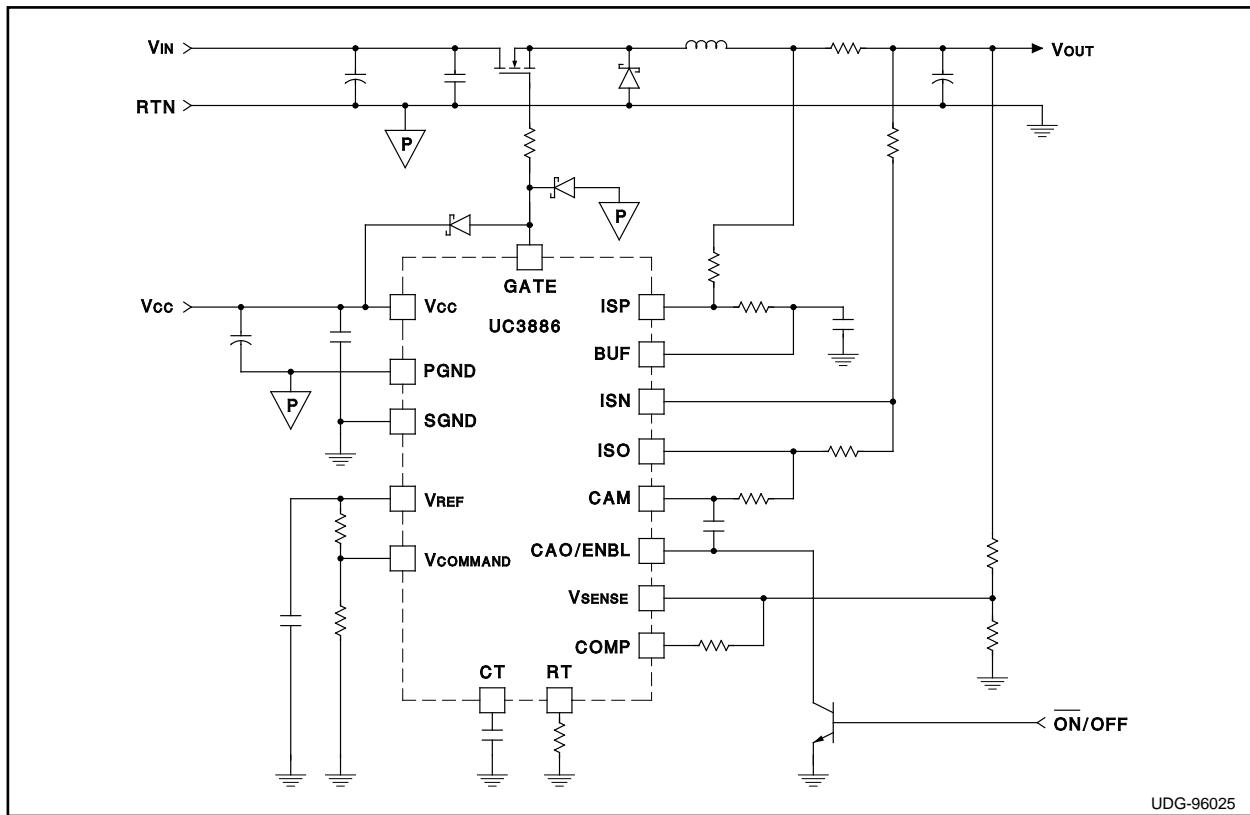 VIN
VOUT
RTN
P
P
GATE
VCC
VCC
UC3886
ISP
BUF
PGND
P
ISN
SGND
ISO
VREF
CAM
CAO/ENBL
VCOMMAND
VSENSE
COMP
CT
RT
ON/OFF
UDG-96025